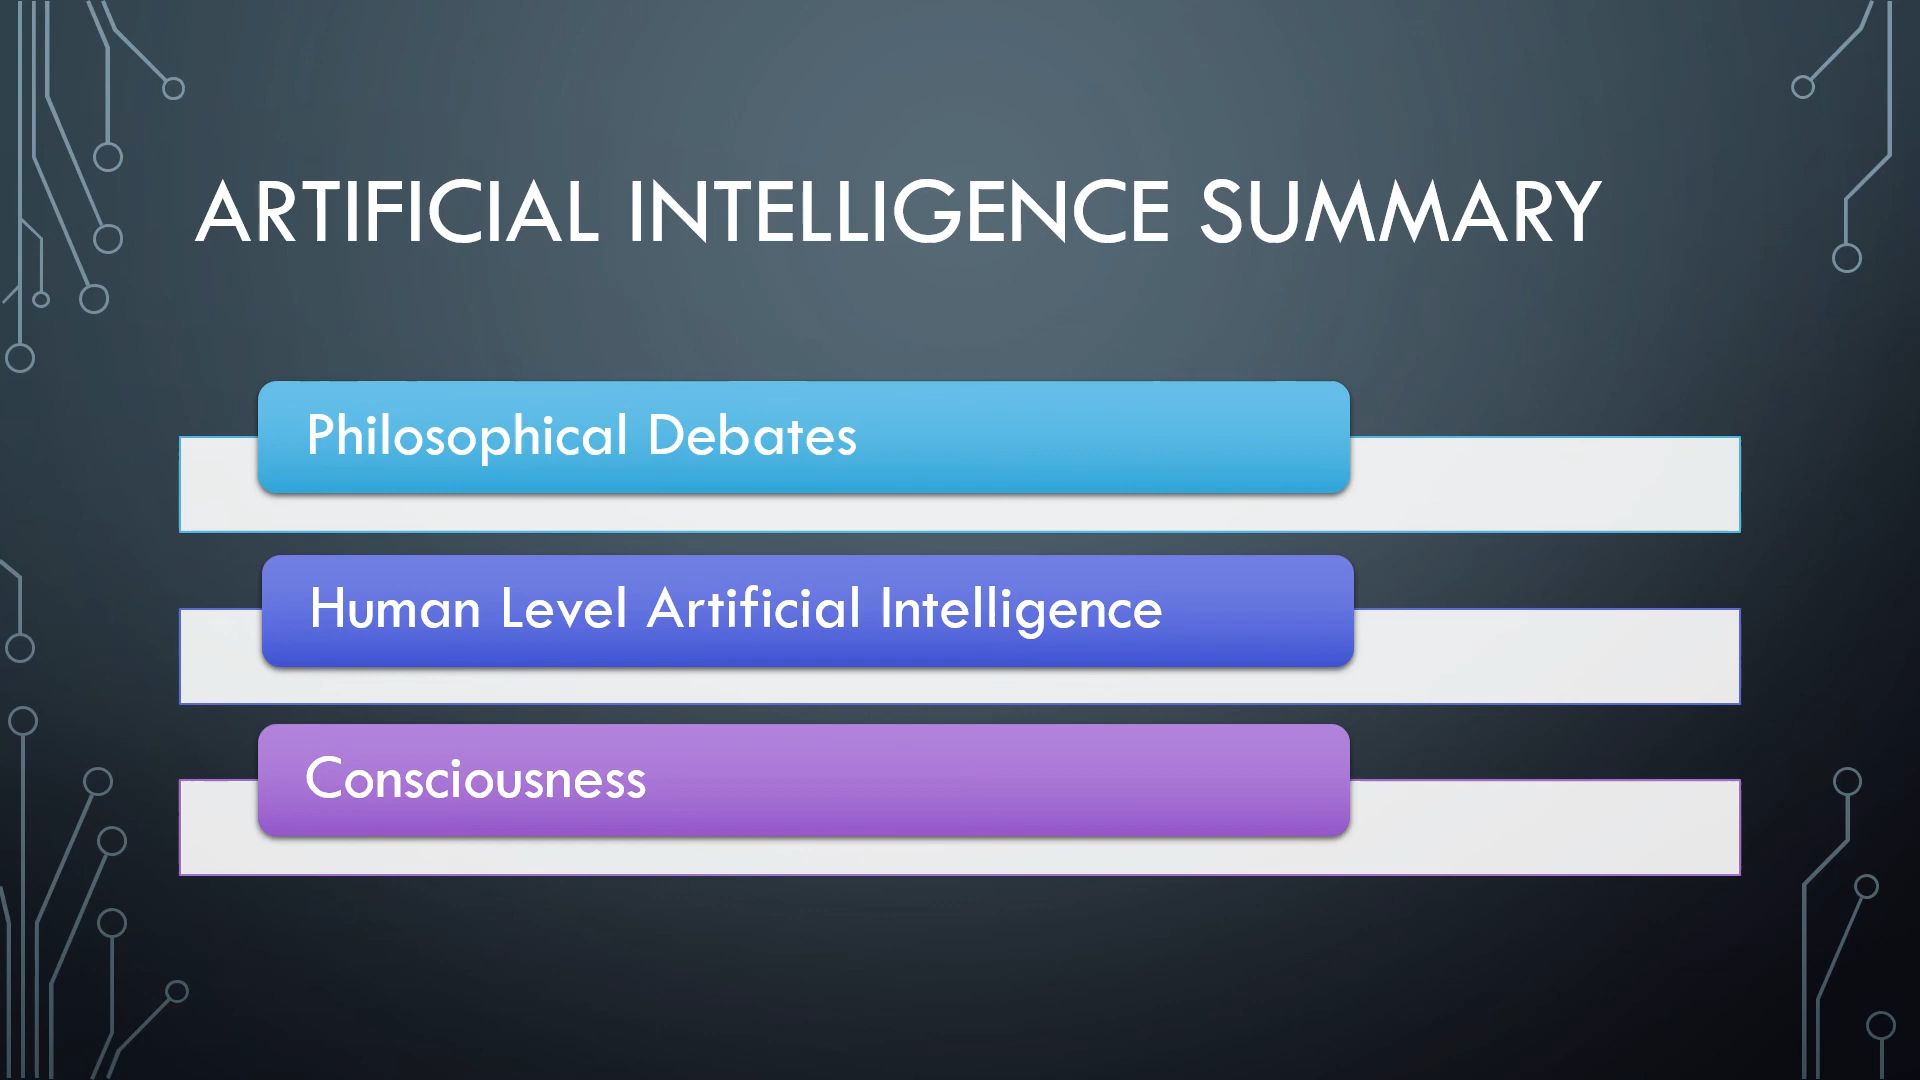 ARTIFICIAL INTELLIGENCE SUMMARY
Philosophical Debates
Human Level Artificial Intelligence
Consciousness